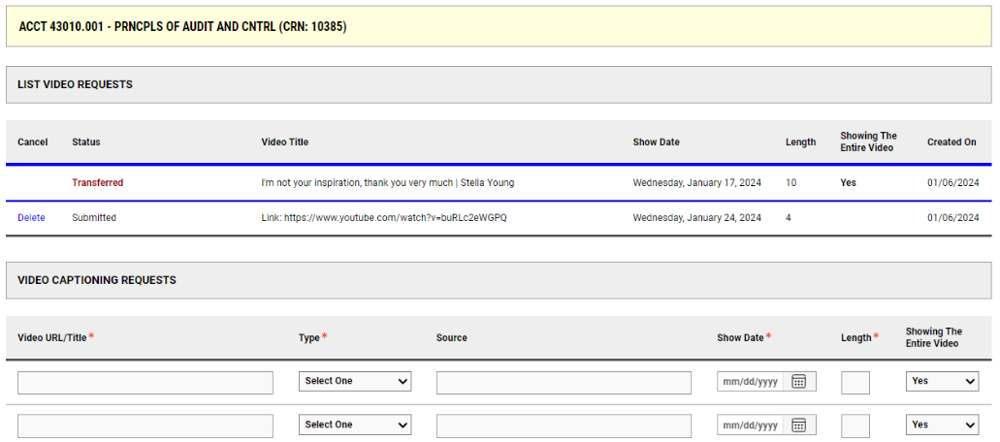 ACCT 43010.001 - PRNCPLS OF AUDIT AND CNTRL (CRN: 10385)
LIST VIDEO REQUESTS
Cancel Status Video Title Show Date Length Showing The Entire Video Created On
Transferred I'm not your inspiration, thank you very much | Stella Young Wednesday, January 17, 2024 10 Yes 01/06/2024
Delete Submitted Link: https://www.youtube.com/watch?v=buRLc2eWGPQ Wednesday, January 24, 2024 4 01/06/2024
VIDEO CAPTIONING REQUESTS
Video URL/Title * Type * Source Show Date * Length * Showing The Entire Video
Select One mm/dd/yyyy Yes
Select One mm/dd/yyyy Yes